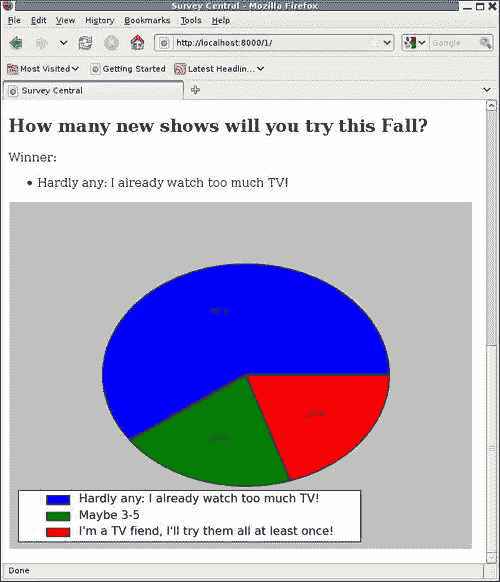 Survey Central - Mozilla Firefox
File Edit View History Bookmarks Tools Help
http://localhost:8000/1/ Google
Most Visited Getting Started Latest Headlin...
Survey Central
How many new shows will you try this Fall?
Winner:
Hardly any: I already watch too much TV!
Hardly any: I already watch too much TV!
Maybe 3-5
I'm a TV fiend, I'll try them all at least once!
Done